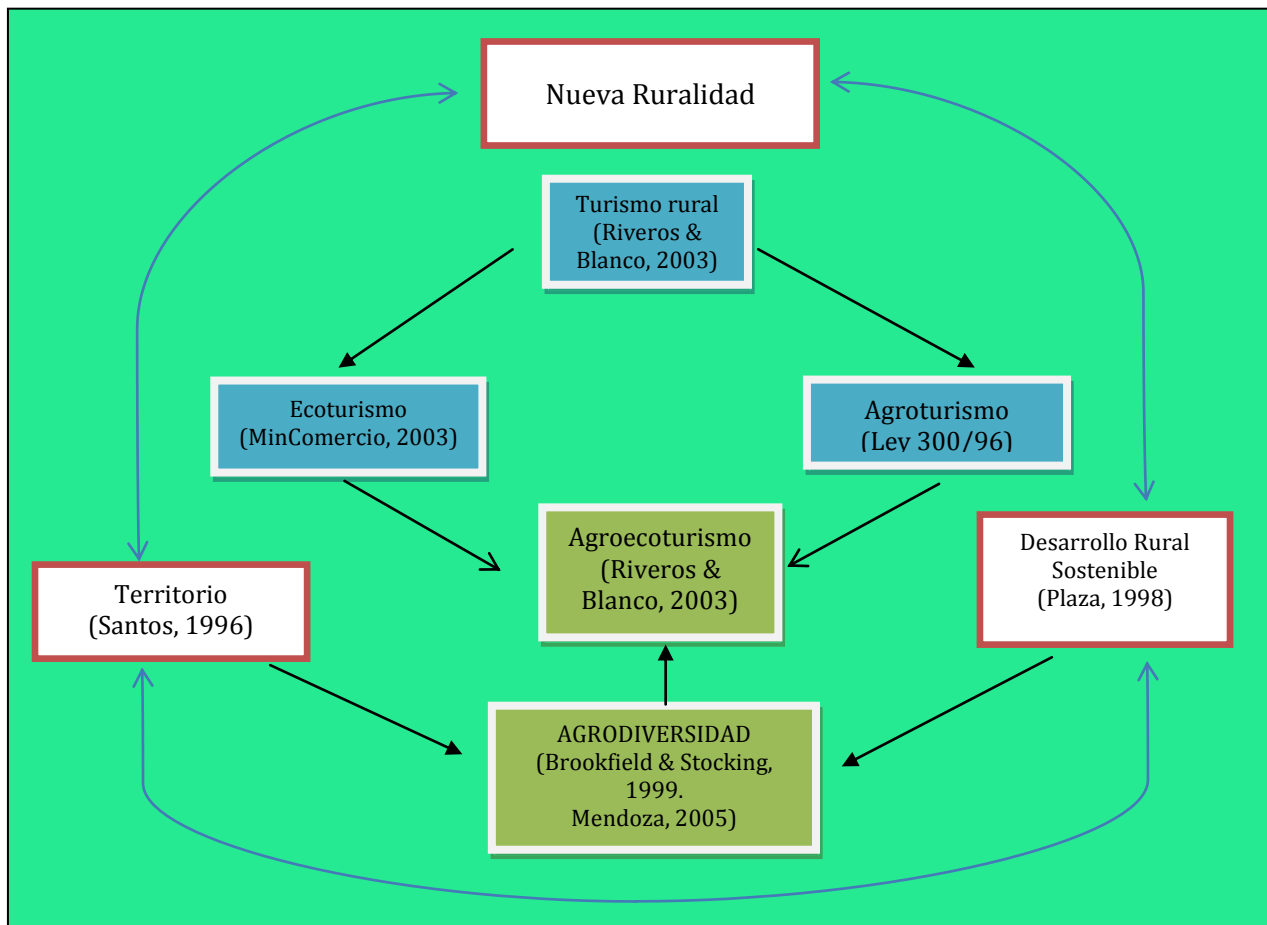 Nueva Ruralidad
Turismo rural
(Riveros &
Blanco, 2003)
Ecoturismo
(MinComercio, 2003)
Agroturismo
(Ley 300/96)
Agroecoturismo
(Riveros &
Blanco, 2003)
Territorio
(Santos, 1996)
Desarrollo Rural
Sostenible
(Plaza, 1998)
AGRODIVERSIDAD
(Brookfield & Stocking,
1999.
Mendoza, 2005)